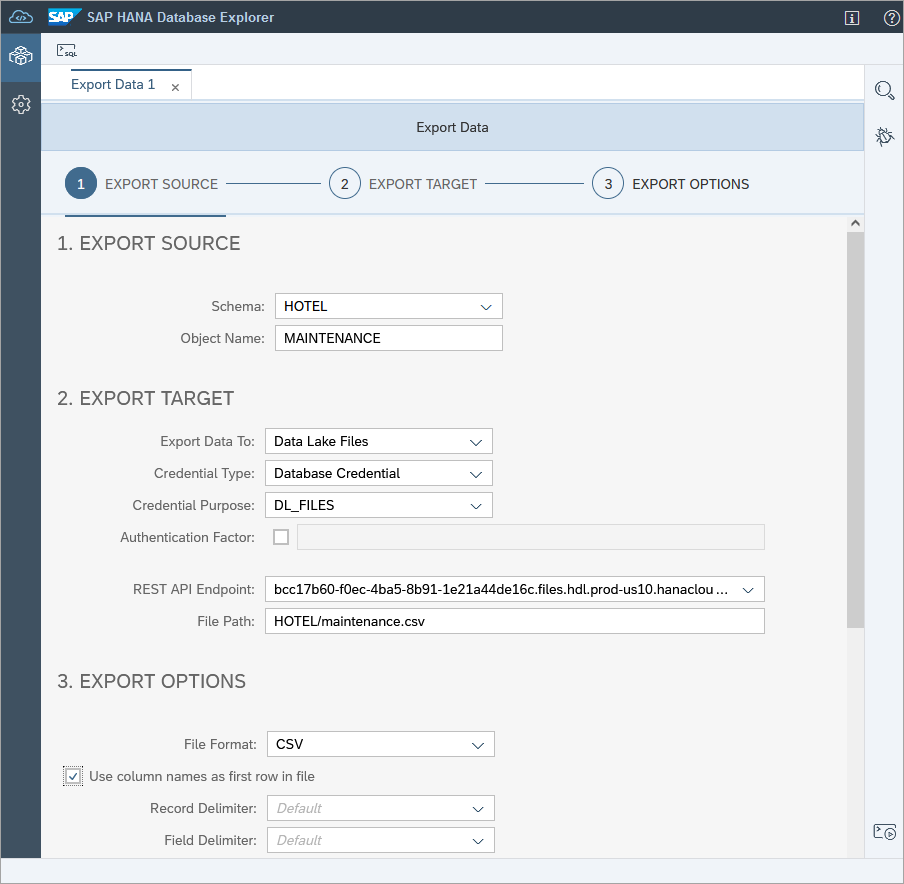 SAP SAP HANA Database Explorer
SQL
Export Data 1 ×
Export Data
1 EXPORT SOURCE 2 EXPORT TARGET 3 EXPORT OPTIONS
1. EXPORT SOURCE
Schema: HOTEL
Object Name: MAINTENANCE
2. EXPORT TARGET
Export Data To: Data Lake Files
Credential Type: Database Credential
Credential Purpose: DL_FILES
Authentication Factor:
REST API Endpoint: bcc17b60-f0ec-4ba5-8b91-1e21a44de16c.files.hdl.prod-us10.hanaclou ...
File Path: HOTEL/maintenance.csv
3. EXPORT OPTIONS
File Format: CSV
Use column names as first row in file
Record Delimiter: Default
Field Delimiter: Default